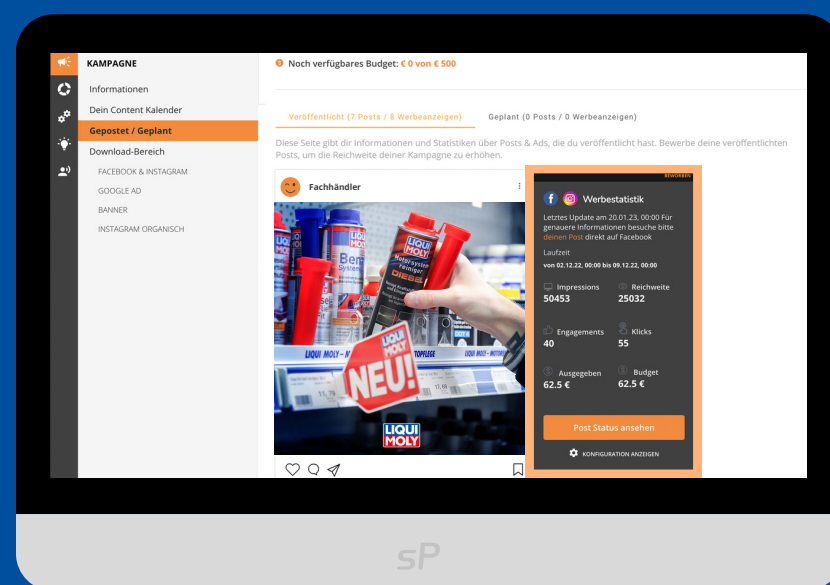 KAMPAGNE
Informationen
Dein Content Kalender
Gepostet / Geplant
Download-Bereich
FACEBOOK & INSTAGRAM
GOOGLE AD
BANNER
INSTAGRAM ORGANISCH
Noch verfügbares Budget: € 0 von € 500
Veröffentlicht (7 Posts / 8 Werbeanzeigen)
Geplant (0 Posts / 0 Werbeanzeigen)
Diese Seite gibt dir Informationen und Statistiken über Posts & Ads, die du veröffentlicht hast. Bewerbe deine veröffentlichten
Posts, um die Reichweite deiner Kampagne zu erhöhen.
Fachhändler
LIQUI
MOLY
Motorsystem
reiniger
DIESEL
LIQUI
MOLY
NEU!
LIQUI
MOLY
BEWORBEN
Werbestatistik
Letztes Update am 20.01.23, 00:00 Für
genauere Informationen besuche bitte
deinen Post direkt auf Facebook
Laufzeit
von 02.12.22, 00:00 bis 09.12.22, 00:00
Impressions
Reichweite
50453
25032
Engagements
Klicks
40
55
Ausgegeben
Budget
62.5 €
62.5 €
Post Status ansehen
KONFIGURATION ANZEIGEN
sP